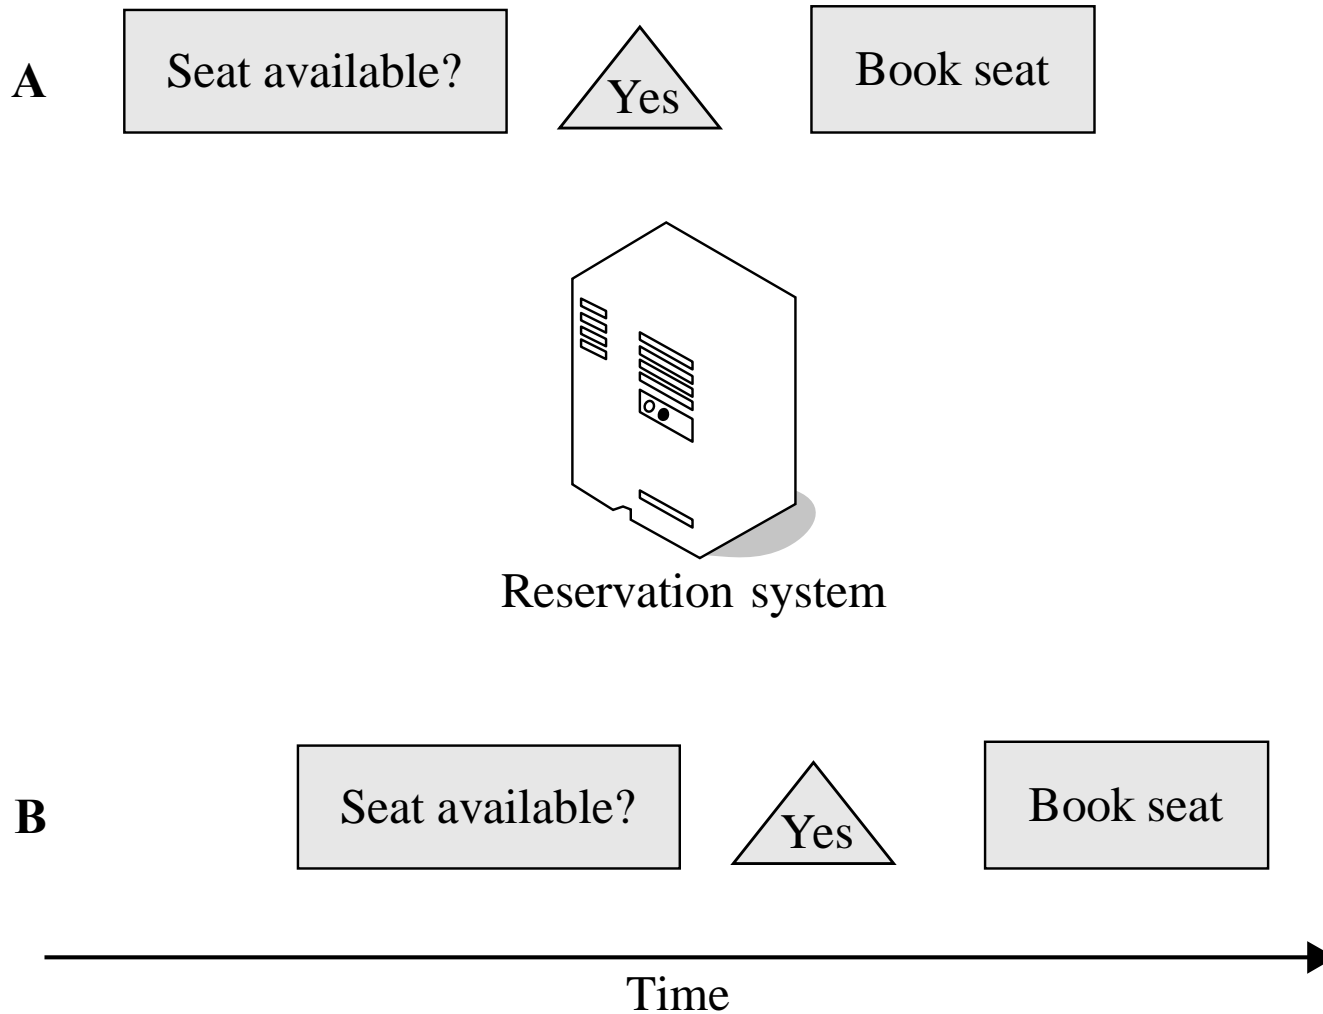 A
Seat available?
Yes
Book seat
Reservation system
B
Seat available?
Yes
Book seat
Time